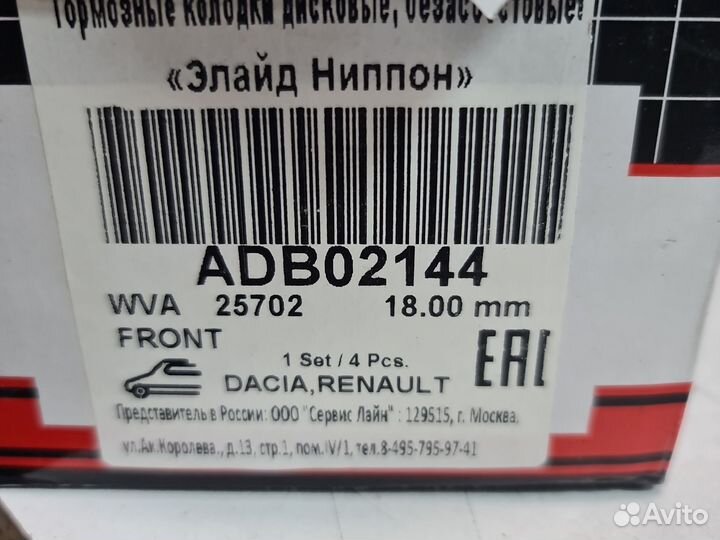 Тормозные колодки дисковые, безасбестовые
«Элайд Ниппон»
ADB02144
WVA 25702 18.00 mm
FRONT
1 Set / 4 Pcs.
DACIA,RENAULT
EAC
Представитель в России: ООО "Сервис Лайн" : 129515, г. Москва,
ул.Ак.Королева., д.13, стр.1, пом.IV/1, тел.8-495-795-97-41
Avito